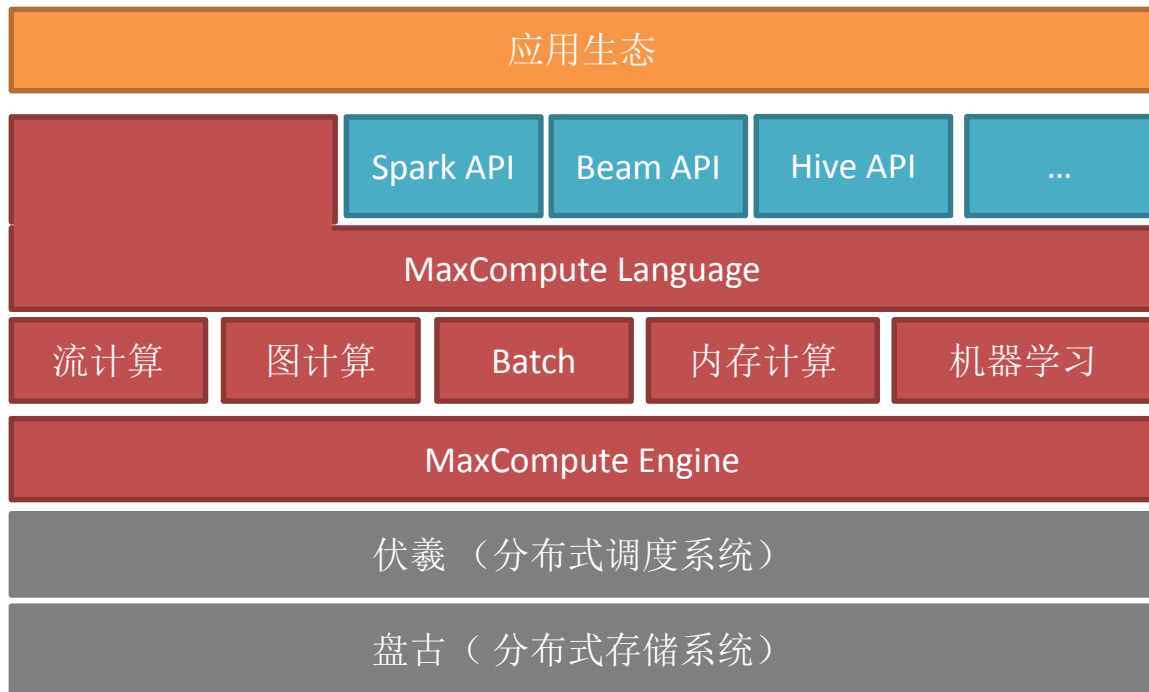 应用生态
Spark API
Beam API
Hive API
...
MaxCompute Language
流计算
图计算
Batch
内存计算
机器学习
MaxCompute Engine
伏羲 （分布式调度系统）
盘古（ 分布式存储系统）